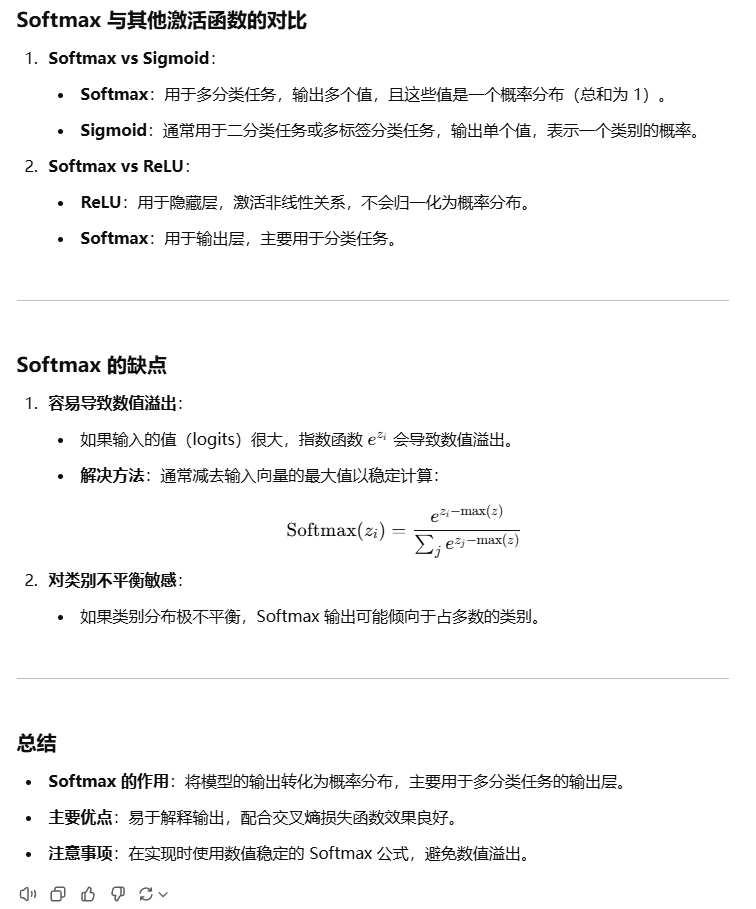 Softmax 与其他激活函数的对比
1. Softmax vs Sigmoid：
• Softmax：用于多分类任务，输出多个值，且这些值是一个概率分布（总和为 1）。
• Sigmoid：通常用于二分类任务或多标签分类任务，输出单个值，表示一个类别的概率。
2. Softmax vs ReLU：
• ReLU：用于隐藏层，激活非线性关系，不会归一化为概率分布。
• Softmax：用于输出层，主要用于分类任务。
Softmax 的缺点
1. 容易导致数值溢出：
• 如果输入的值（logits）很大，指数函数 e^{z_i} 会导致数值溢出。
• 解决方法：通常减去输入向量的最大值以稳定计算：
Softmax(z_i) = \frac{e^{z_i - max(z)}}{\sum_j e^{z_j - max(z)}}
2. 对类别不平衡敏感：
• 如果类别分布极不平衡，Softmax 输出可能倾向于占多数的类别。
总结
• Softmax 的作用：将模型的输出转化为概率分布，主要用于多分类任务的输出层。
• 主要优点：易于解释输出，配合交叉熵损失函数效果良好。
• 注意事项：在实现时使用数值稳定的 Softmax 公式，避免数值溢出。